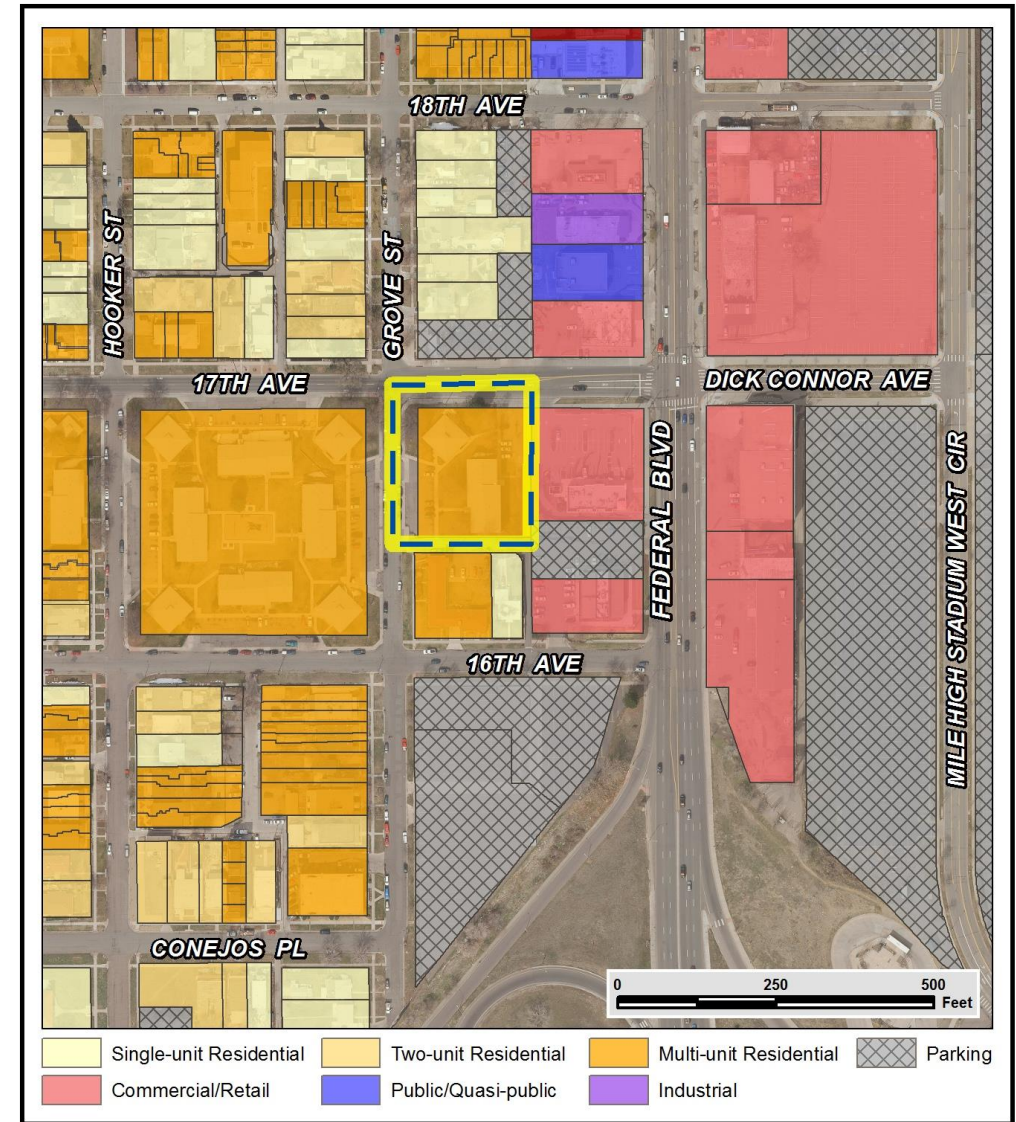 18TH AVE
HOOKER ST
GROVE ST
17TH AVE
DICK CONNOR AVE
FEDERAL BLVD
MILE HIGH STADIUM WEST CIR
16TH AVE
CONEJOS PL
0 250 500
Feet
Single-unit Residential Two-unit Residential Multi-unit Residential Parking
Commercial/Retail Public/Quasi-public Industrial